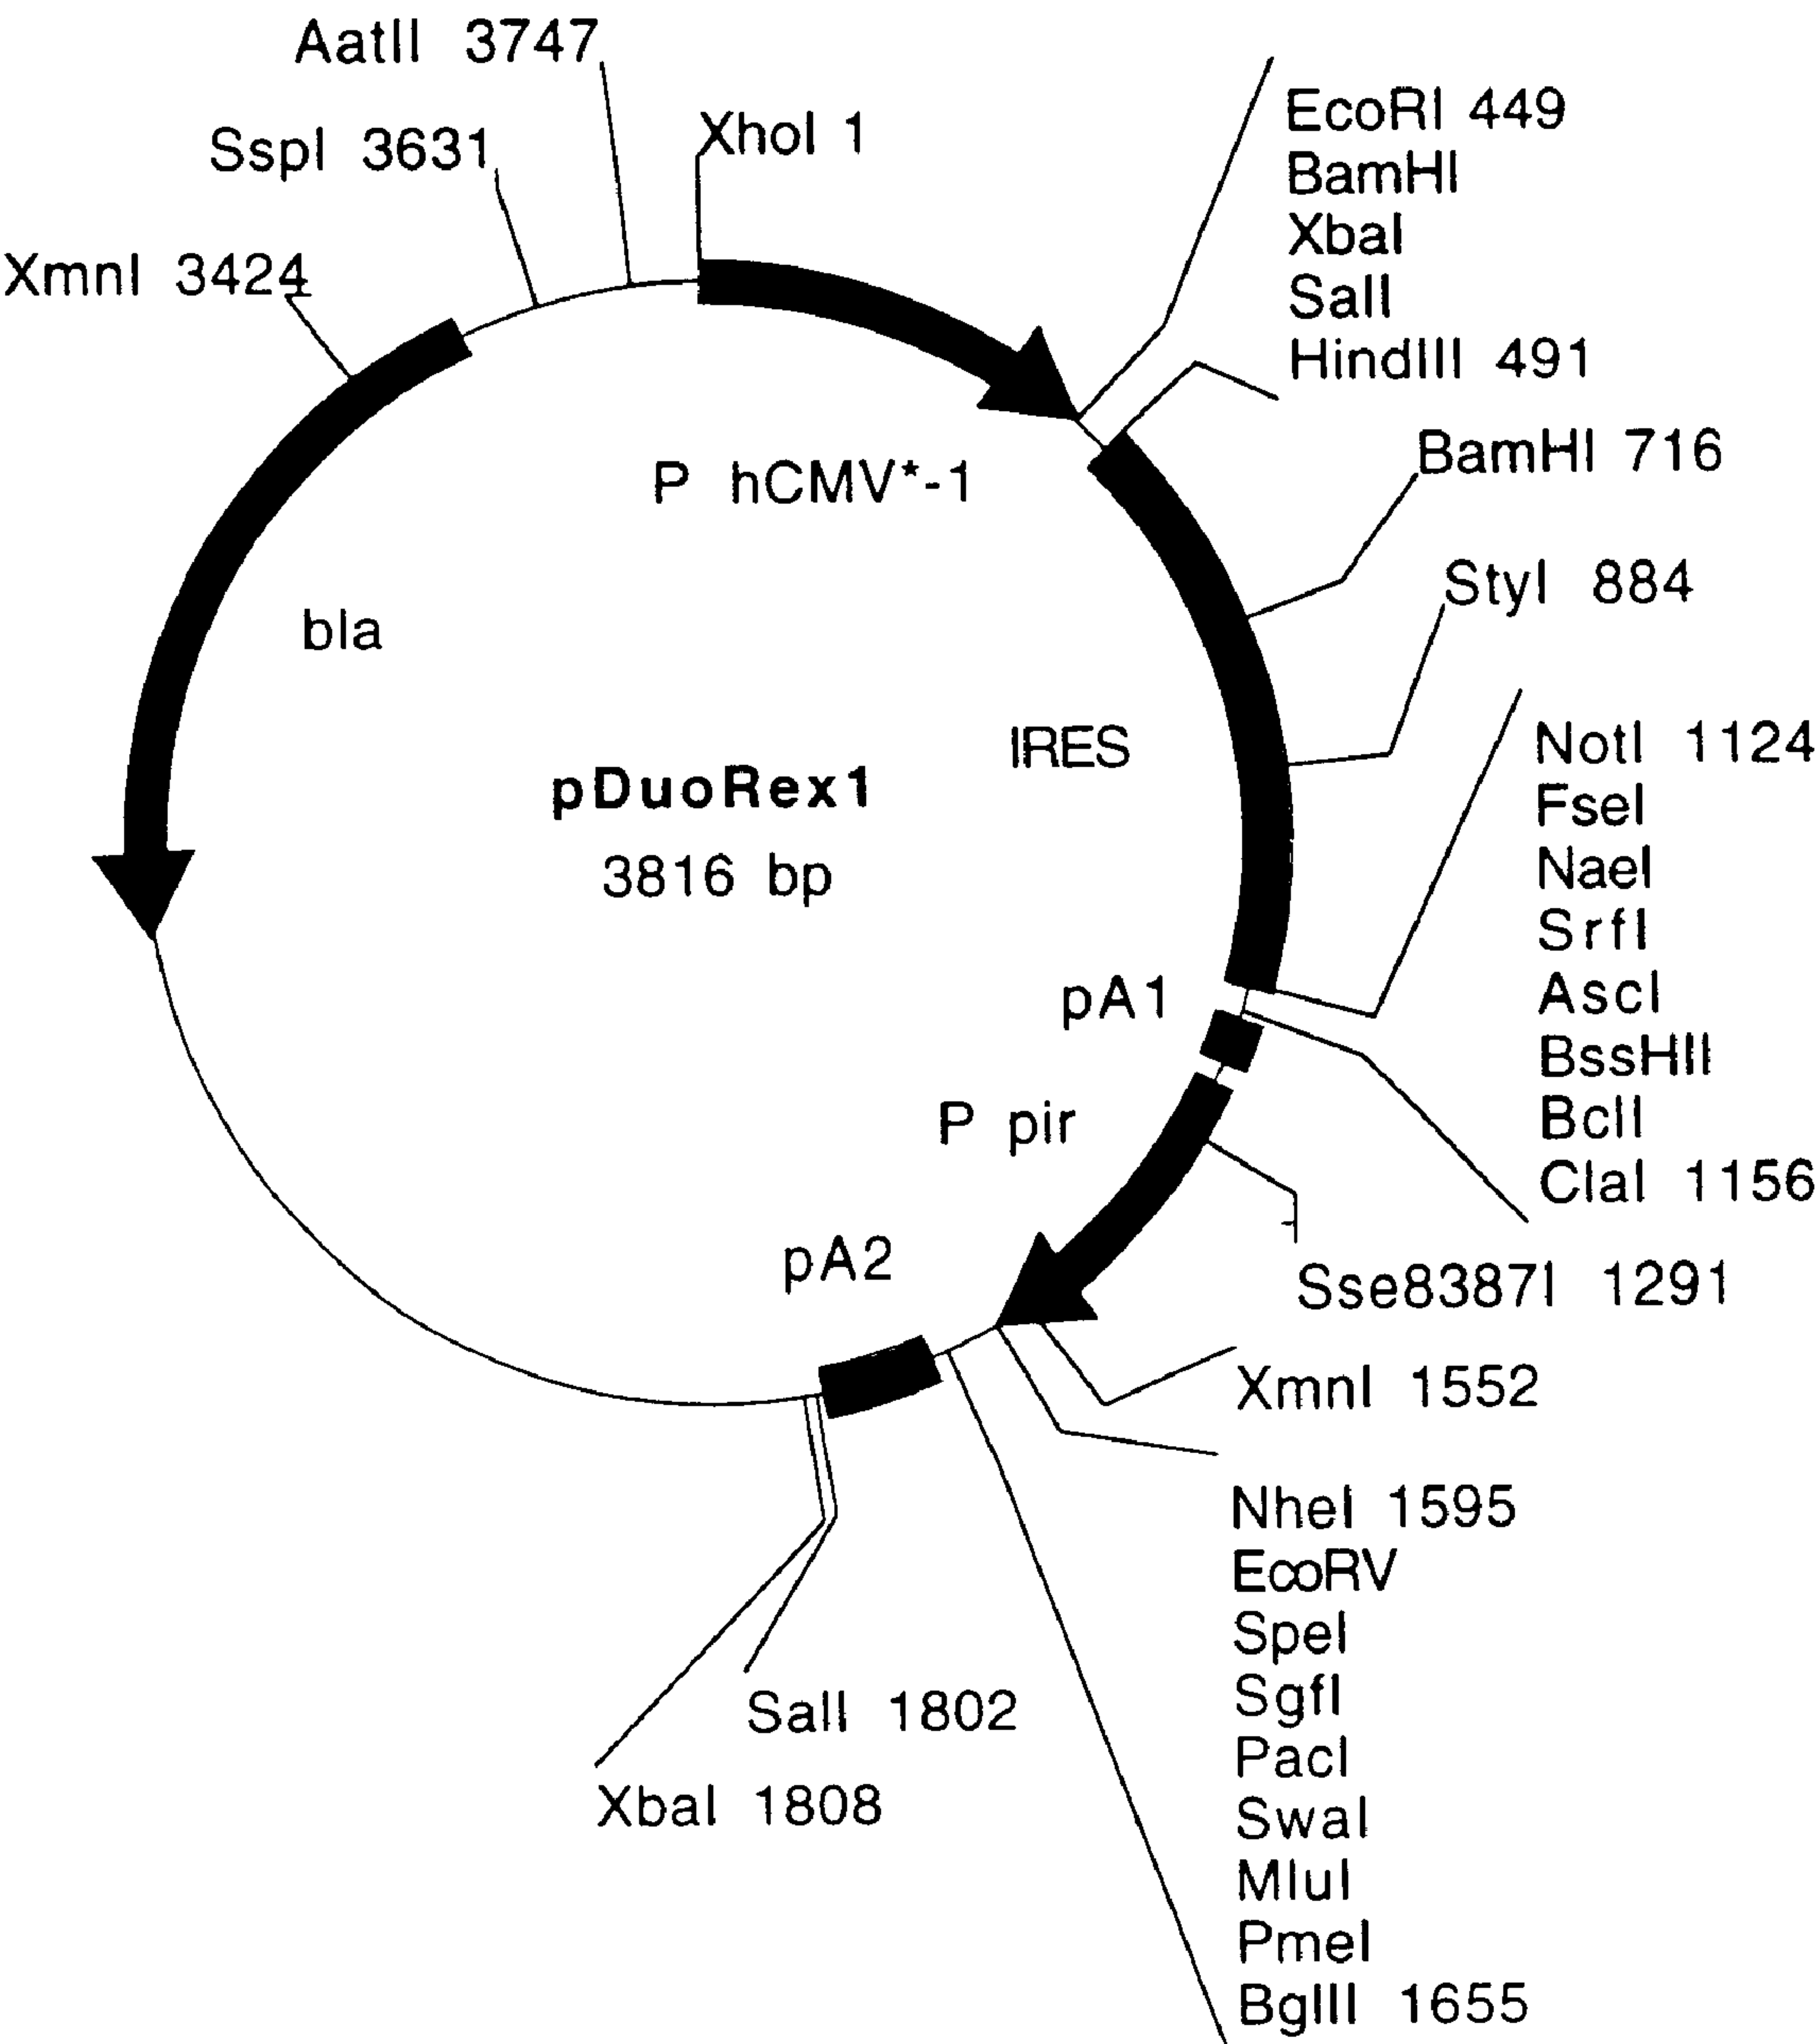 AatII 3747
SspI 3631
XmnI 3424
XhoI 1
EcoRI 449
BamHI
XbaI
SalI
HindIII 491
BamHI 716
StyI 884
NotI 1124
FseI
NaeI
SrfI
AscI
BssHII
BclI
ClaI 1156
Sse8387I 1291
XmnI 1552
NheI 1595
EcoRV
SpeI
SgfI
PacI
SwaI
MluI
PmeI
BglII 1655
SalI 1802
XbaI 1808
P hCMV*-1
bla
IRES
pDuoRex1
3816 bp
pA1
P pir
pA2